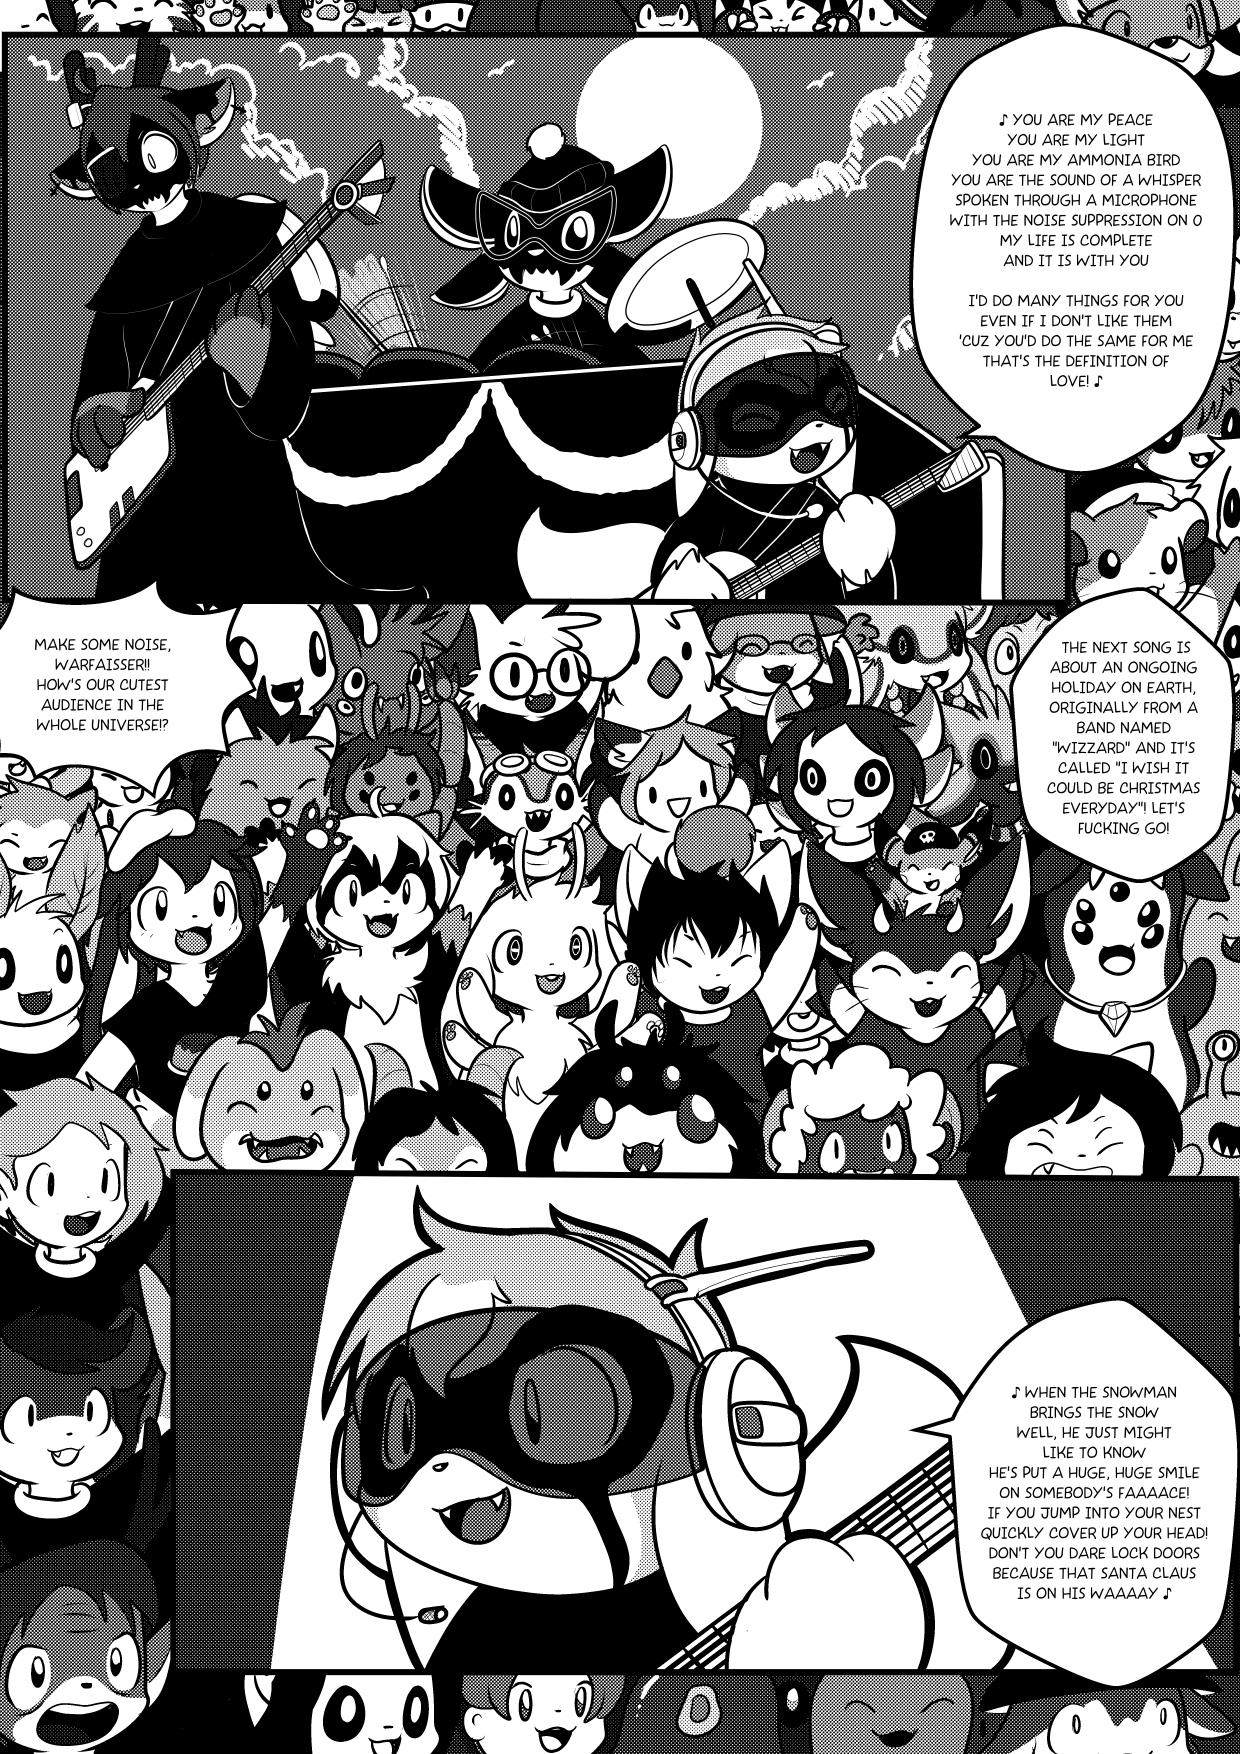 ♪ YOU ARE MY PEACE
YOU ARE MY LIGHT
YOU ARE MY AMMONIA BIRD
YOU ARE THE SOUND OF A WHISPER
SPOKEN THROUGH A MICROPHONE
WITH THE NOISE SUPPRESSION ON 0
MY LIFE IS COMPLETE
AND IT IS WITH YOU
I'D DO MANY THINGS FOR YOU
EVEN IF I DON'T LIKE THEM
'CUZ YOU'D DO THE SAME FOR ME
THAT'S THE DEFINITION OF
LOVE! ♪
MAKE SOME NOISE,
WARFAISSER!!
HOW'S OUR CUTEST
AUDIENCE IN THE
WHOLE UNIVERSE!?
THE NEXT SONG IS
ABOUT AN ONGOING
HOLIDAY ON EARTH,
ORIGINALLY FROM A
BAND NAMED
"WIZZARD" AND IT'S
CALLED "I WISH IT
COULD BE CHRISTMAS
EVERYDAY"! LET'S
FUCKING GO!
♪ WHEN THE SNOWMAN
BRINGS THE SNOW
WELL, HE JUST MIGHT
LIKE TO KNOW
HE'S PUT A HUGE, HUGE SMILE
ON SOMEBODY'S FAAAACE!
IF YOU JUMP INTO YOUR NEST
QUICKLY COVER UP YOUR HEAD!
DON'T YOU DARE LOCK DOORS
BECAUSE THAT SANTA CLAUS
IS ON HIS WAAAAY ♪